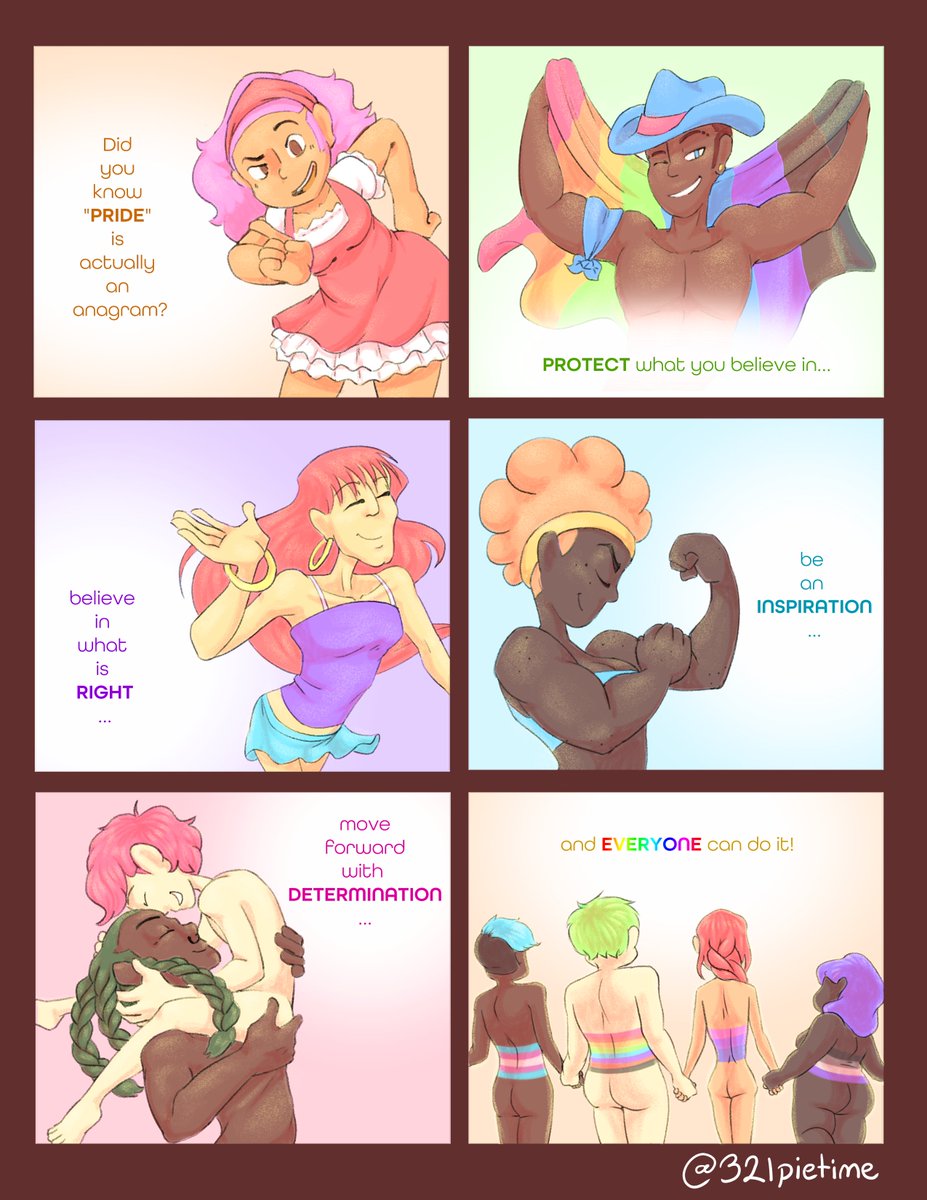 Did
you
know
"PRIDE"
is
actually
an
anagram?
PROTECT what you believe in...
believe
in
what
is
RIGHT
...
be
an
INSPIRATION
...
move
forward
with
DETERMINATION
...
and EVERYONE can do it!
@321pietime